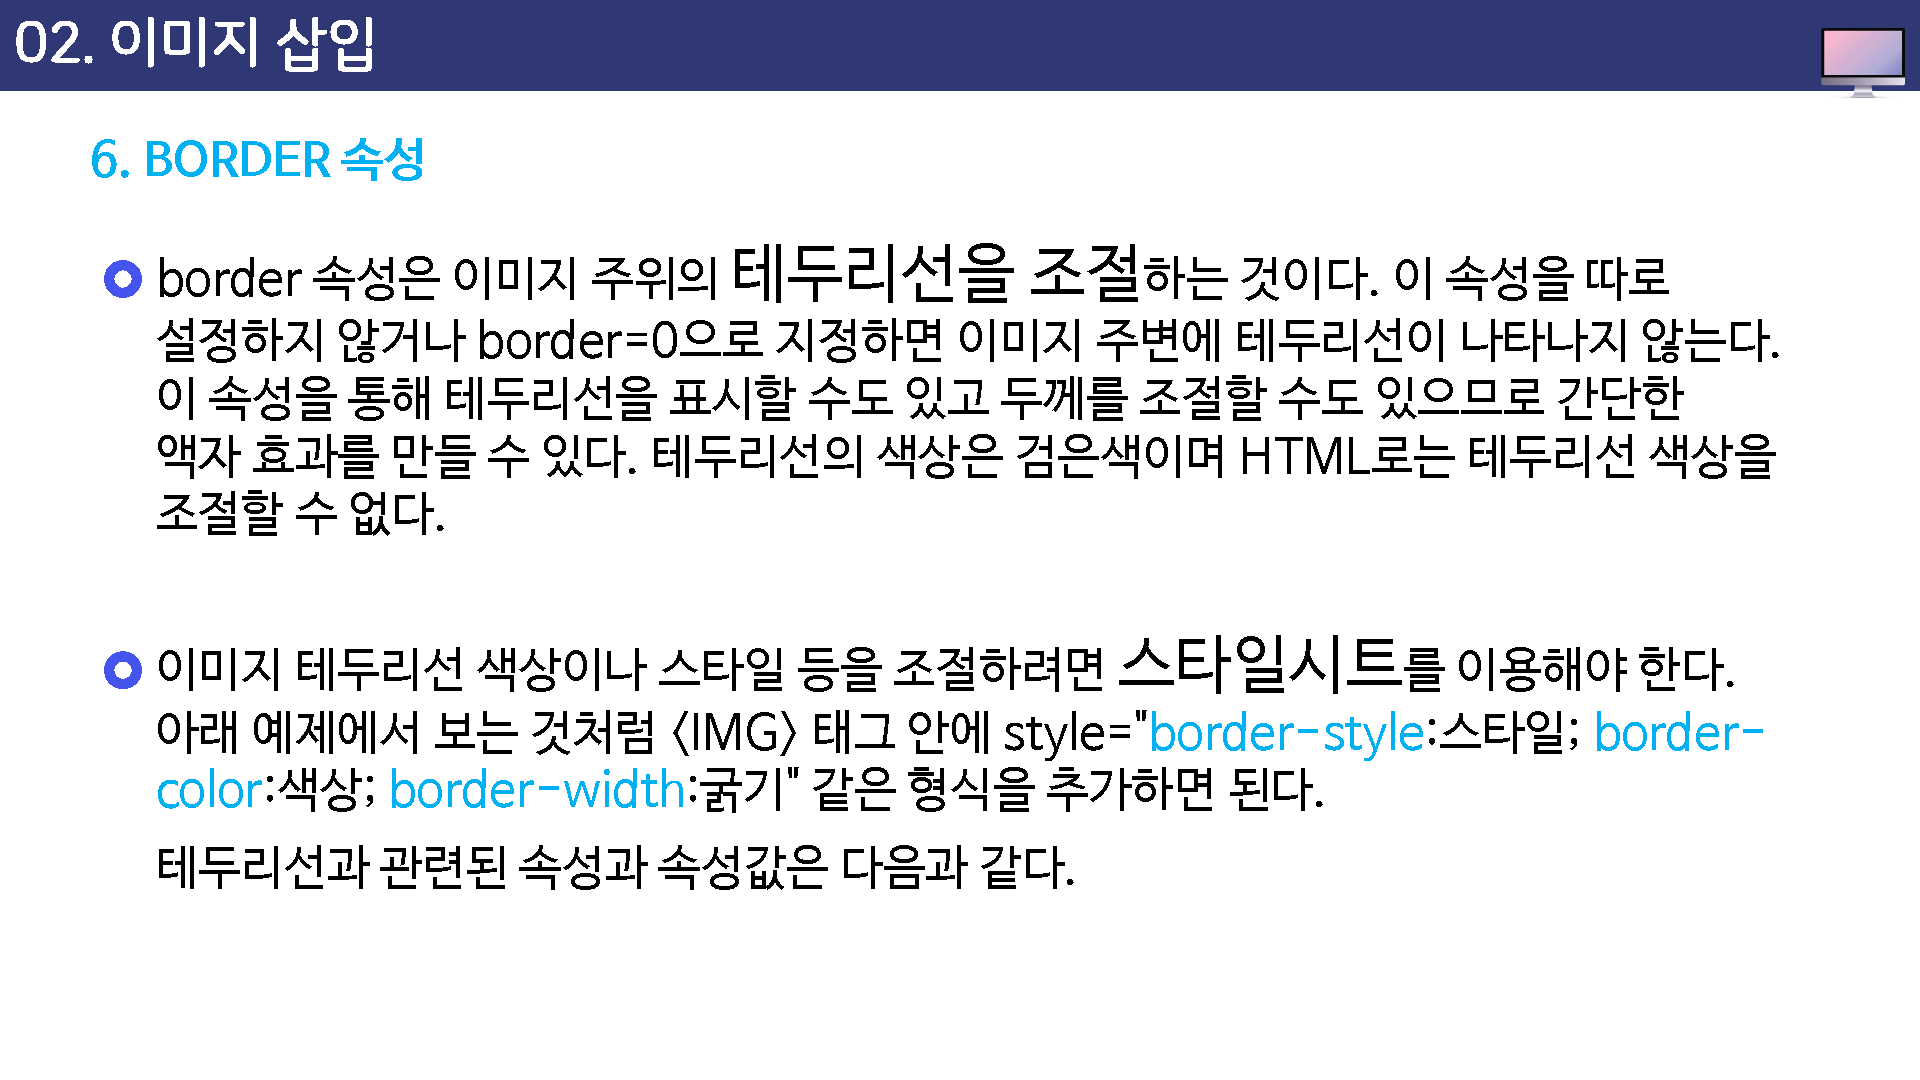 02. 이미지 삽입
6. BORDER 속성
border 속성은 이미지 주위의 테두리선을 조절하는 것이다. 이 속성을 따로
설정하지 않거나 border=0으로 지정하면 이미지 주변에 테두리선이 나타나지 않는다.
이 속성을 통해 테두리선을 표시할 수도 있고 두께를 조절할 수도 있으므로 간단한
액자 효과를 만들 수 있다. 테두리선의 색상은 검은색이며 HTML로는 테두리선 색상을
조절할 수 없다.
이미지 테두리선 색상이나 스타일 등을 조절하려면 스타일시트를 이용해야 한다.
아래 예제에서 보는 것처럼 <IMG> 태그 안에 style="border-style:스타일; border-
color:색상; border-width:굵기" 같은 형식을 추가하면 된다.
테두리선과 관련된 속성과 속성값은 다음과 같다.